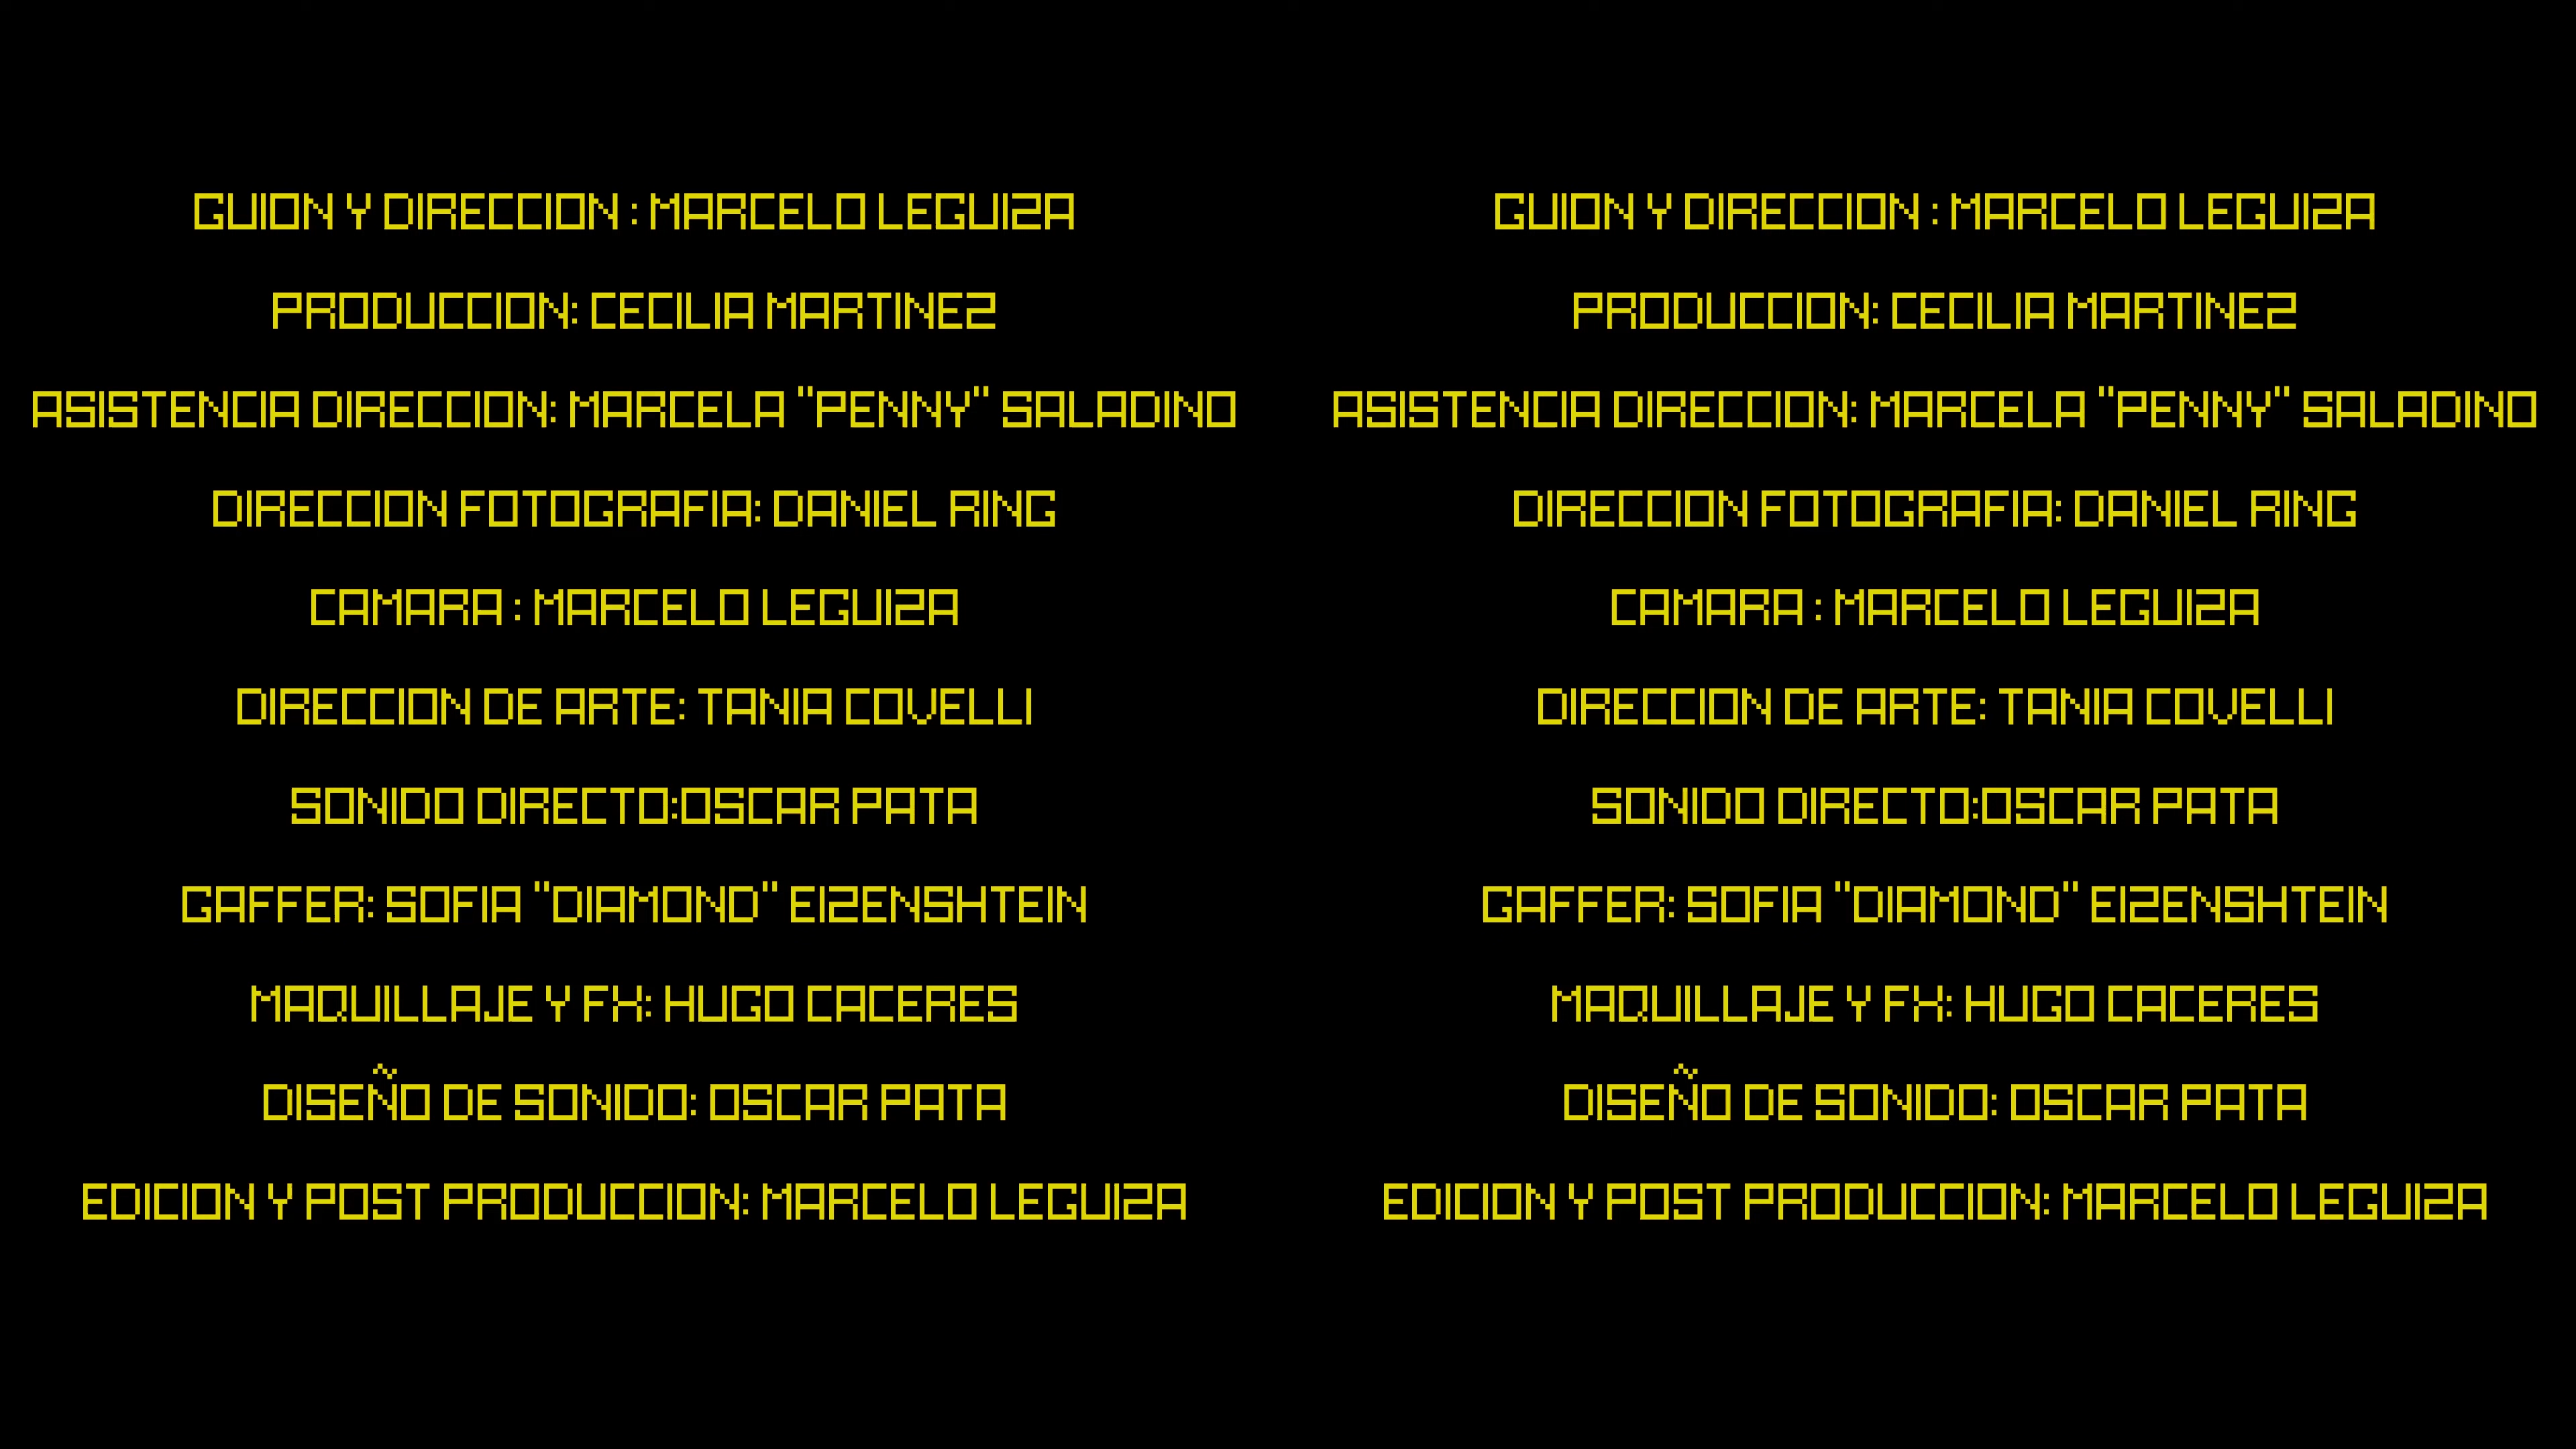 GUION Y DIRECCION : MARCELO LEGUIZA
PRODUCCION: CECILIA MARTINEZ
ASISTENCIA DIRECCION: MARCELA "PENNY" SALADINO
DIRECCION FOTOGRAFIA: DANIEL RING
CAMARA : MARCELO LEGUIZA
DIRECCION DE ARTE: TANIA COVELLI
SONIDO DIRECTO:OSCAR PATA
GAFFER: SOFIA "DIAMOND" EIZENSHTEIN
MAQUILLAJE Y FX: HUGO CACERES
DISEÑO DE SONIDO: OSCAR PATA
EDICION Y POST PRODUCCION: MARCELO LEGUIZA
GUION Y DIRECCION : MARCELO LEGUIZA
PRODUCCION: CECILIA MARTINEZ
ASISTENCIA DIRECCION: MARCELA "PENNY" SALADINO
DIRECCION FOTOGRAFIA: DANIEL RING
CAMARA : MARCELO LEGUIZA
DIRECCION DE ARTE: TANIA COVELLI
SONIDO DIRECTO:OSCAR PATA
GAFFER: SOFIA "DIAMOND" EIZENSHTEIN
MAQUILLAJE Y FX: HUGO CACERES
DISEÑO DE SONIDO: OSCAR PATA
EDICION Y POST PRODUCCION: MARCELO LEGUIZA